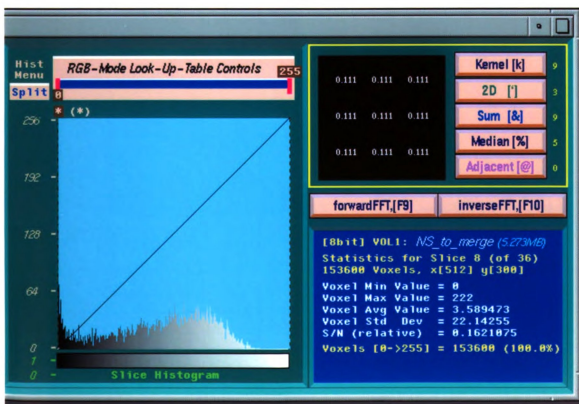 Hist
Menu
Split
RGB-Mode Look-Up-Table Controls
255
0
* (*)
256
192
128
64
0
1
0
Slice Histogram
0.111 0.111 0.111
0.111 0.111 0.111
0.111 0.111 0.111
Kernel [k] 9
2D ['] 3
Sum [&] 9
Median [%] 5
Adjacent [@] 0
forwardFFT,[F9]
inverseFFT,[F10]
[8bit] VOL1: NS_to_merge (5.273MB)
Statistics for Slice 8 (of 36)
153600 Voxels, x[512] y[300]
Voxel Min Value = 0
Voxel Max Value = 222
Voxel Avg Value = 3.589473
Voxel Std Dev = 22.14255
S/N (relative) = 0.1621075
Voxels [0->255] = 153600 (100.0%)